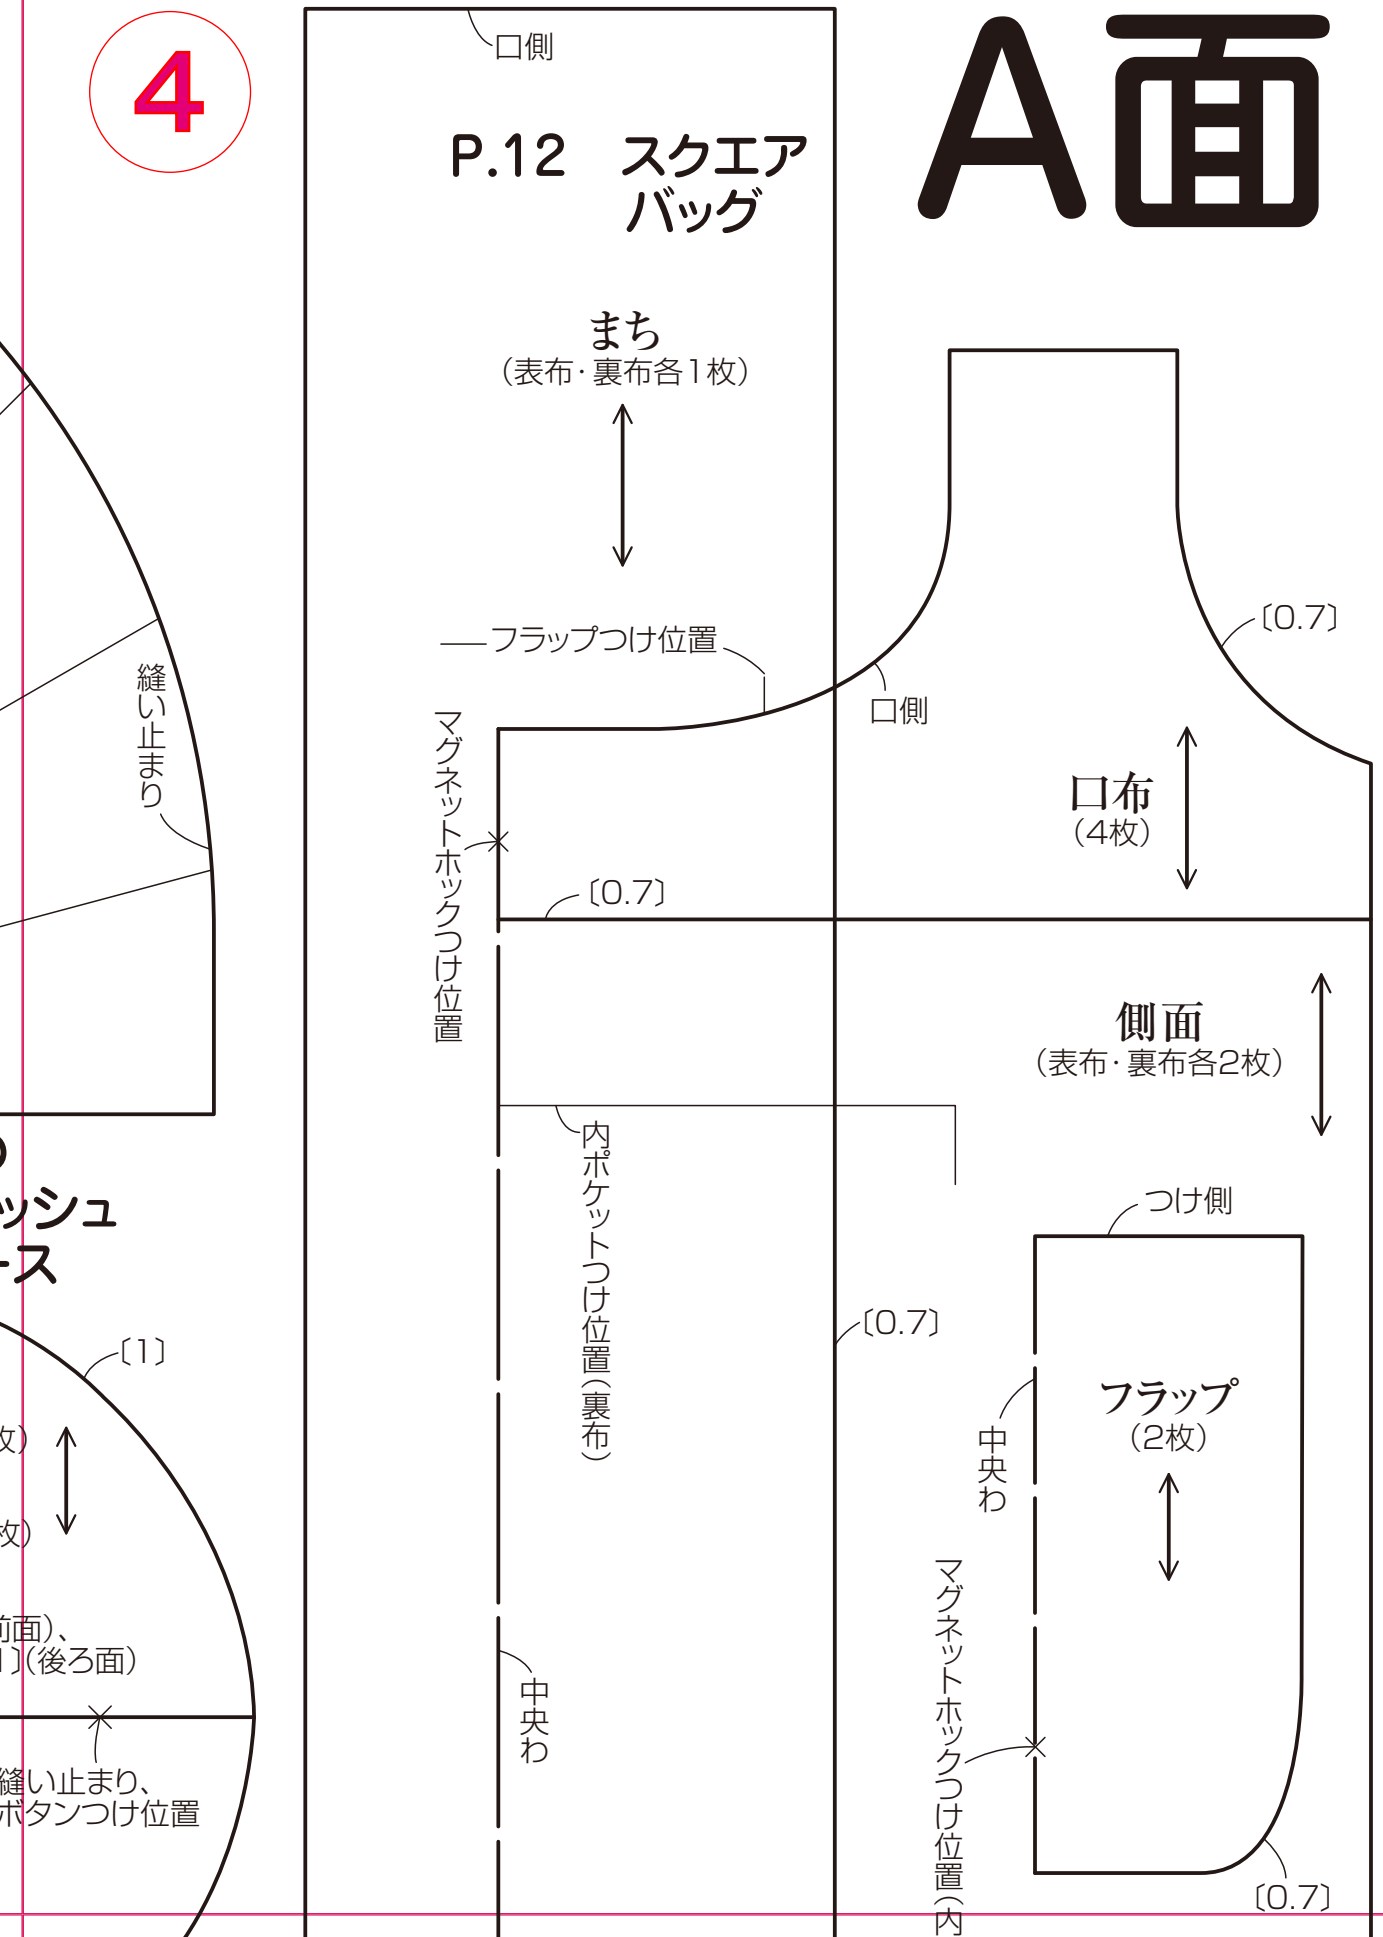 4
A面
口側
P.12 スクエア
バッグ
まち
(表布・裏布各1枚)
フラップつけ位置
口側
〔0.7〕
縫い止まり
マグネットホックつけ位置
口布
(4枚)
〔0.7〕
側面
(表布・裏布各2枚)
内ポケットつけ位置(裏布)
つけ側
〔0.7〕
フラップ
(2枚)
中央わ
マグネットホックつけ位置(内
〔0.7〕
中央わ
ッシュ
ース
〔1〕
枚)
枚)
前面)、
〕(後ろ面)
縫い止まり、
ボタンつけ位置